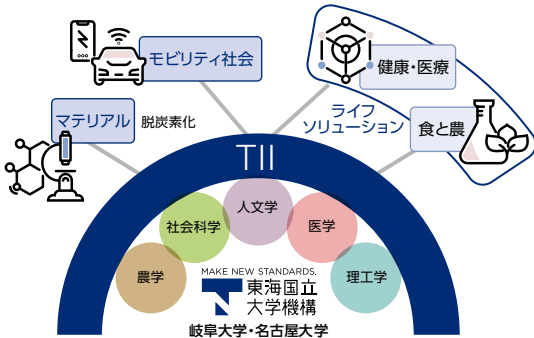 モビリティ社会
健康・医療
マテリアル
脱炭素化
ライフ
ソリューション
食と農
TII
人文学
社会科学
医学
農学
理工学
MAKE NEW STANDARDS.
東海国立
大学機構
岐阜大学・名古屋大学